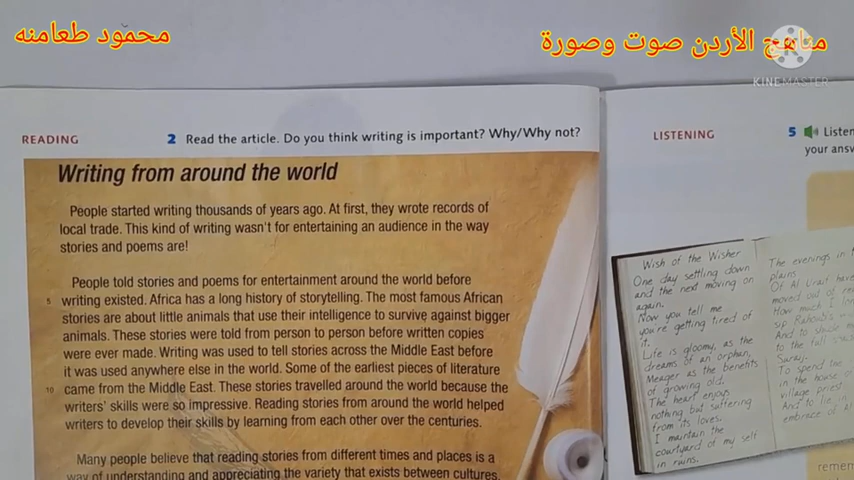 محمود طعامنه
مناهج الأردن صوت وصورة
KINEMASTER
READING
2 Read the article. Do you think writing is important? Why/Why not?
Writing from around the world
People started writing thousands of years ago. At first, they wrote records of
local trade. This kind of writing wasn't for entertaining an audience in the way
stories and poems are!
People told stories and poems for entertainment around the world before
5 writing existed. Africa has a long history of storytelling. The most famous African
stories are about little animals that use their intelligence to survive against bigger
animals. These stories were told from person to person before written copies
were ever made. Writing was used to tell stories across the Middle East before
it was used anywhere else in the world. Some of the earliest pieces of literature
10 came from the Middle East. These stories travelled around the world because the
writers' skills were so impressive. Reading stories from around the world helped
writers to develop their skills by learning from each other over the centuries.
Many people believe that reading stories from different times and places is a
way of understanding and appreciating the variety that exists between cultures.
LISTENING
5 Listen
your answ
Wish of the Wisher
One day settling down
and the next moving on
again.
Now you tell me
you're getting tired of
it.
Life is gloomy, as the
dreams of an orphan,
Meager as the benefits
of growing old.
The heart enjoys
nothing but suffering
from its loves.
I maintain the
courtyard of my self
in ruins.
The evenings in t
plains
Of Al Uraif have
moved out of re
How much I lon
sip Rahoub's
And to
to the full
Saraj.
To spend the
in the house o
village priest
And to lie in
embrace of al
remem